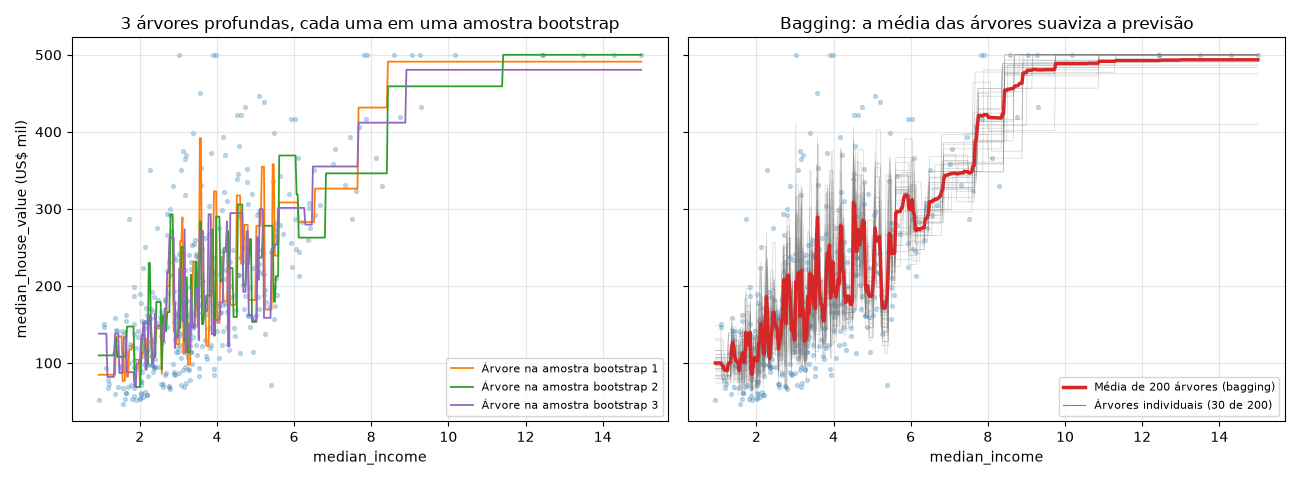 3 árvores profundas, cada uma em uma amostra bootstrap
median_house_value (US$ mil)
500
400
300
200
100
2 4 6 8 10 12 14
median_income
Árvore na amostra bootstrap 1
Árvore na amostra bootstrap 2
Árvore na amostra bootstrap 3
Bagging: a média das árvores suaviza a previsão
2 4 6 8 10 12 14
median_income
Média de 200 árvores (bagging)
Árvores individuais (30 de 200)